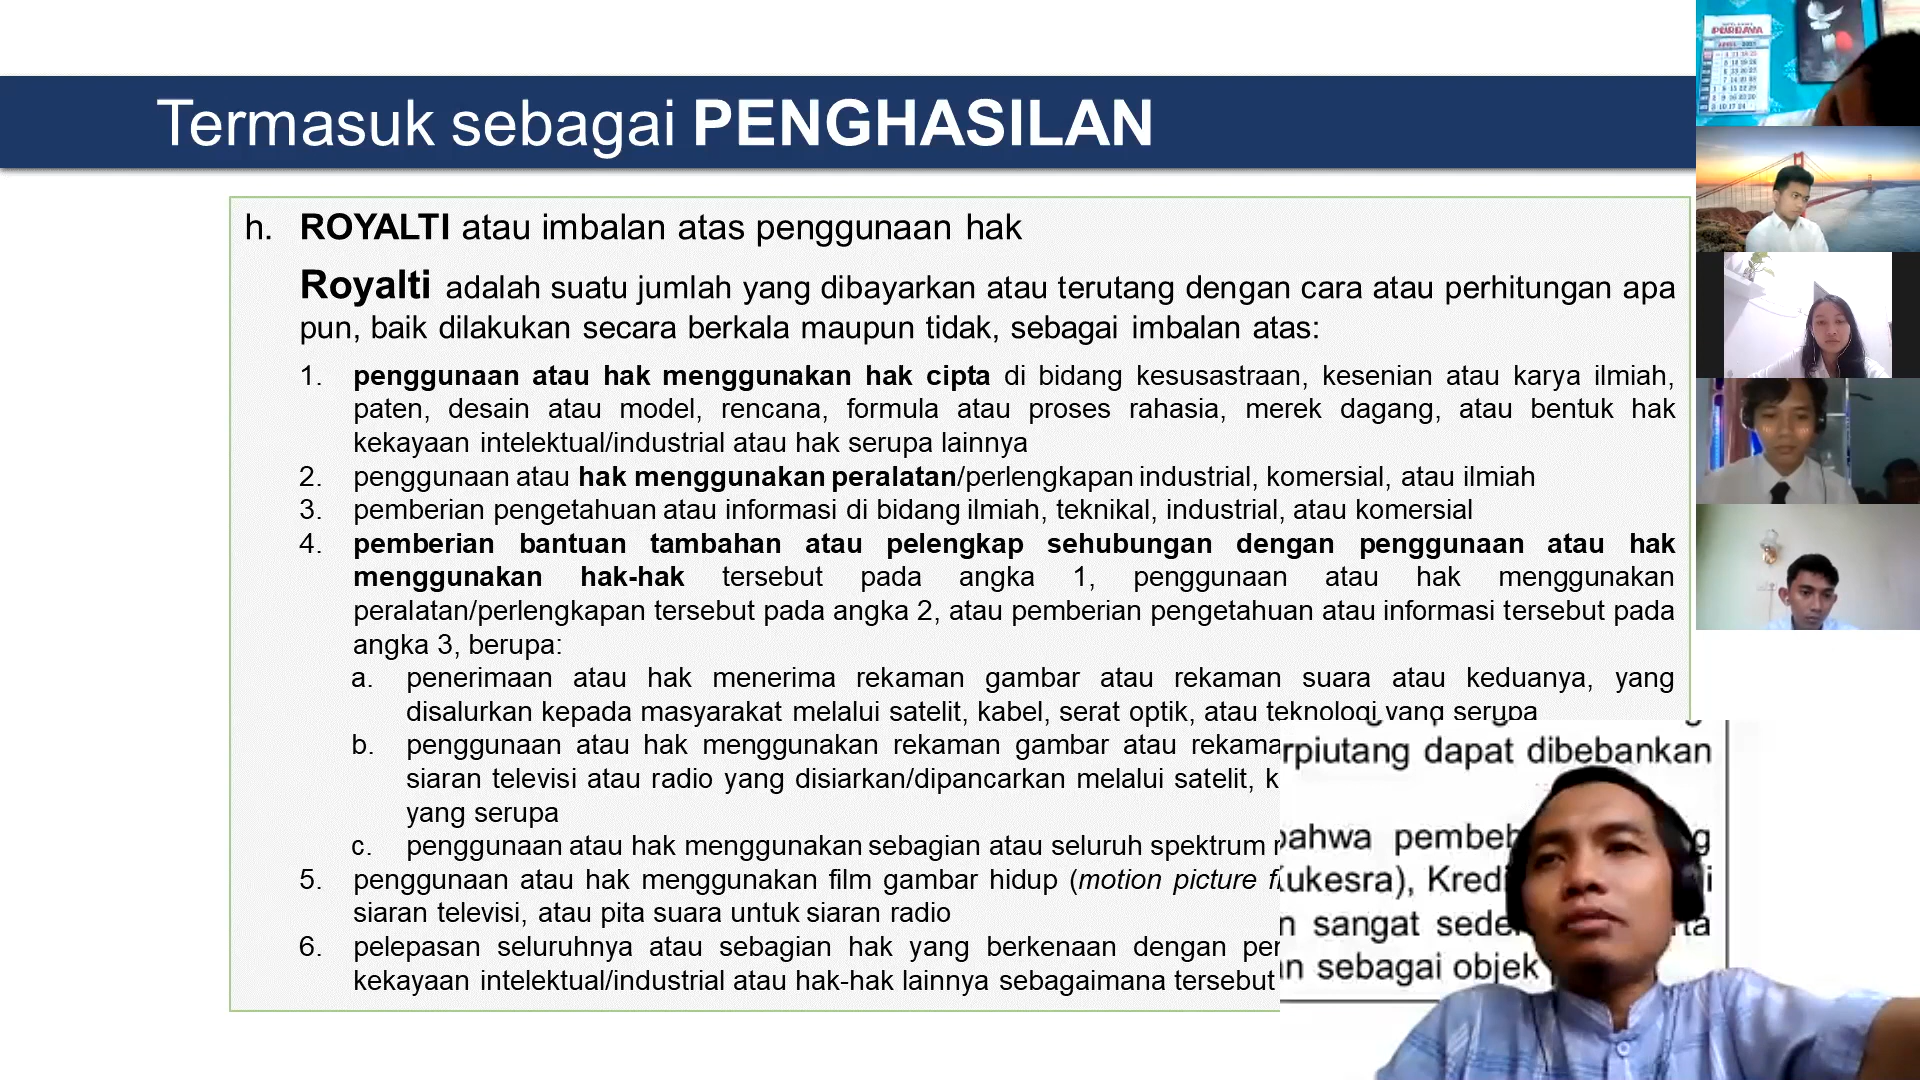 Termasuk sebagai PENGHASILAN
h. ROYALTI atau imbalan atas penggunaan hak
Royalti adalah suatu jumlah yang dibayarkan atau terutang dengan cara atau perhitungan apa
pun, baik dilakukan secara berkala maupun tidak, sebagai imbalan atas:
1. penggunaan atau hak menggunakan hak cipta di bidang kesusastraan, kesenian atau karya ilmiah,
paten, desain atau model, rencana, formula atau proses rahasia, merek dagang, atau bentuk hak
kekayaan intelektual/industrial atau hak serupa lainnya
2. penggunaan atau hak menggunakan peralatan/perlengkapan industrial, komersial, atau ilmiah
3. pemberian pengetahuan atau informasi di bidang ilmiah, teknikal, industrial, atau komersial
4. pemberian bantuan tambahan atau pelengkap sehubungan dengan penggunaan atau hak
menggunakan hak-hak tersebut pada angka 1, penggunaan atau hak menggunakan
peralatan/perlengkapan tersebut pada angka 2, atau pemberian pengetahuan atau informasi tersebut pada
angka 3, berupa:
a. penerimaan atau hak menerima rekaman gambar atau rekaman suara atau keduanya, yang
disalurkan kepada masyarakat melalui satelit, kabel, serat optik, atau teknologi yang serupa
b. penggunaan atau hak menggunakan rekaman gambar atau rekama
siaran televisi atau radio yang disiarkan/dipancarkan melalui satelit, k
yang serupa
c. penggunaan atau hak menggunakan sebagian atau seluruh spektrum
5. penggunaan atau hak menggunakan film gambar hidup (motion picture f
siaran televisi, atau pita suara untuk siaran radio
6. pelepasan seluruhnya atau sebagian hak yang berkenaan dengan per
kekayaan intelektual/industrial atau hak-hak lainnya sebagaimana tersebut
rpiutang dapat dibebankan
bahwa pembeb g
Kukesra), Kredi i
n sangat sede ta
n sebagai objek
PURBAYA
APRIL 2021